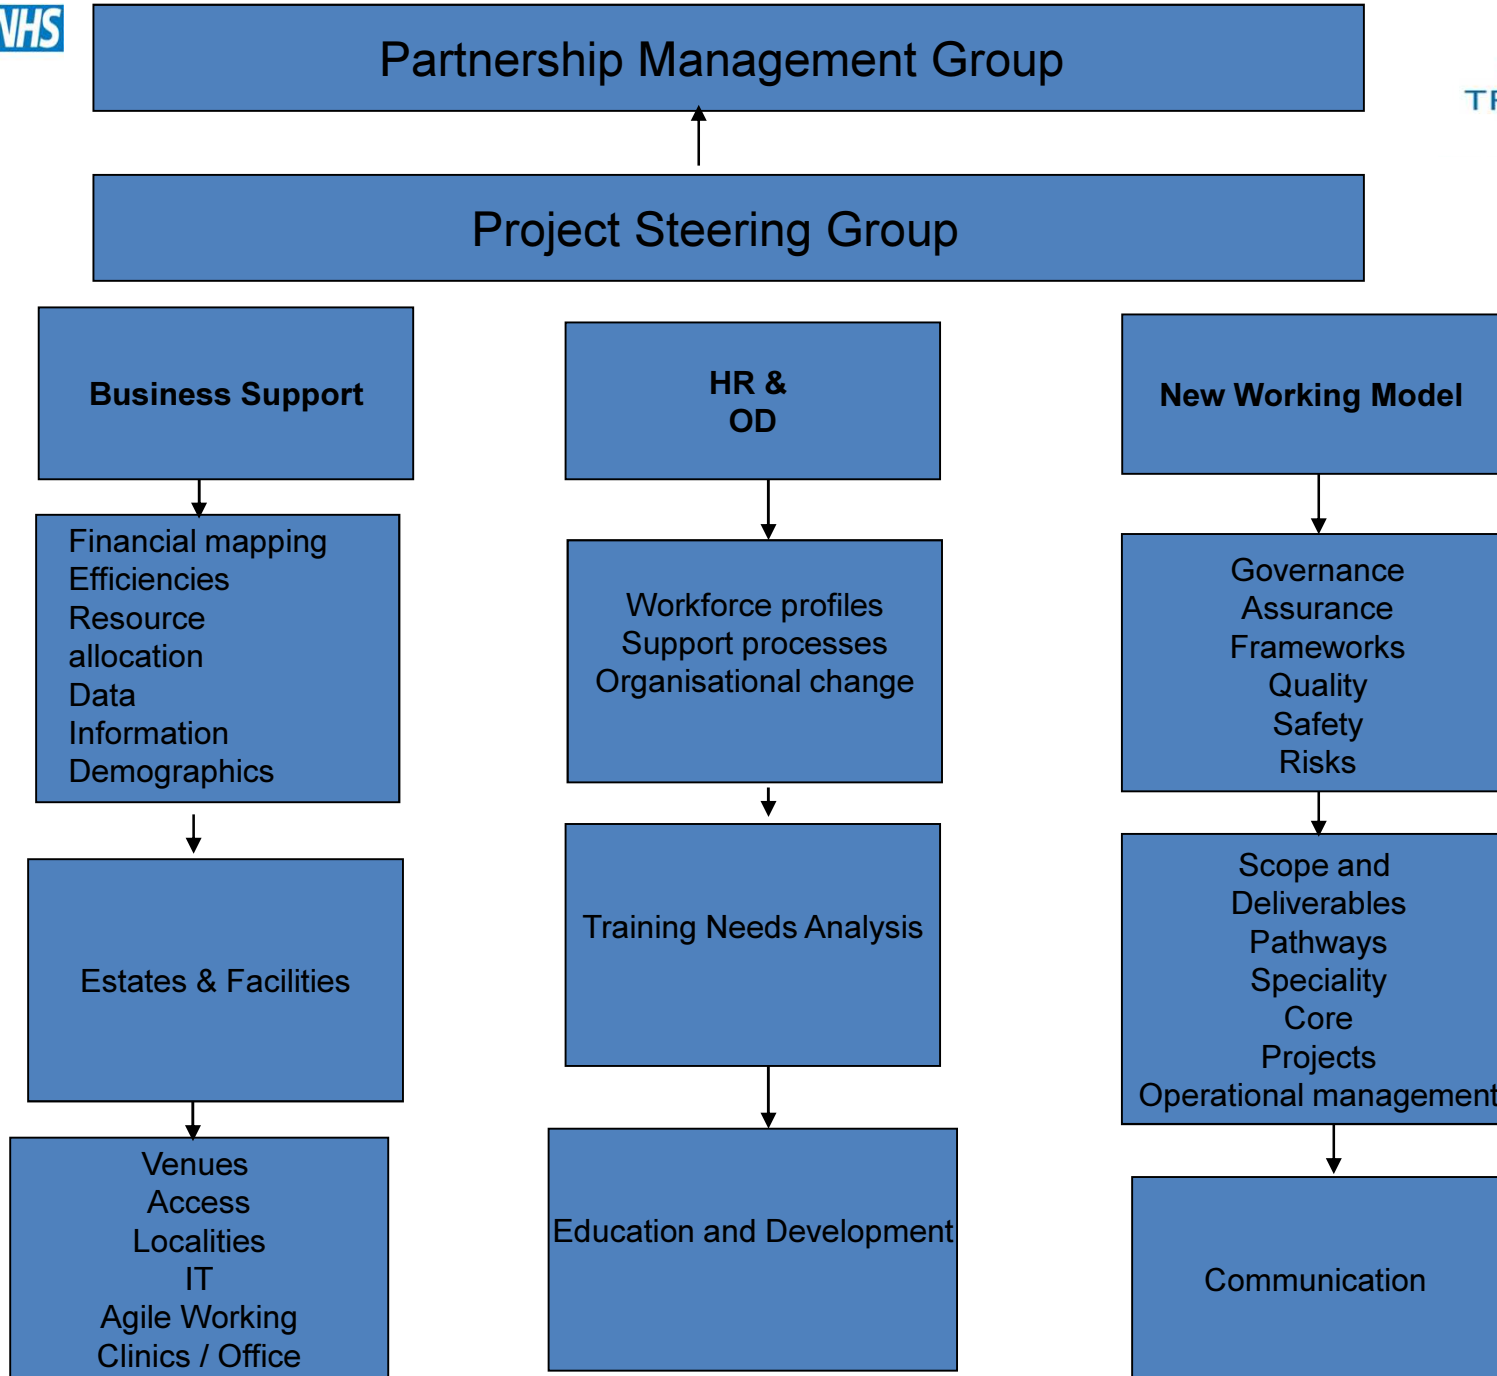 NHS
Partnership Management Group
Project Steering Group
Business Support
HR &
OD
New Working Model
Financial mapping
Efficiencies
Resource
allocation
Data
Information
Demographics
Workforce profiles
Support processes
Organisational change
Governance
Assurance
Frameworks
Quality
Safety
Risks
Estates & Facilities
Training Needs Analysis
Scope and
Deliverables
Pathways
Speciality
Core
Projects
Operational management
Venues
Access
Localities
IT
Agile Working
Clinics / Office
Education and Development
Communication